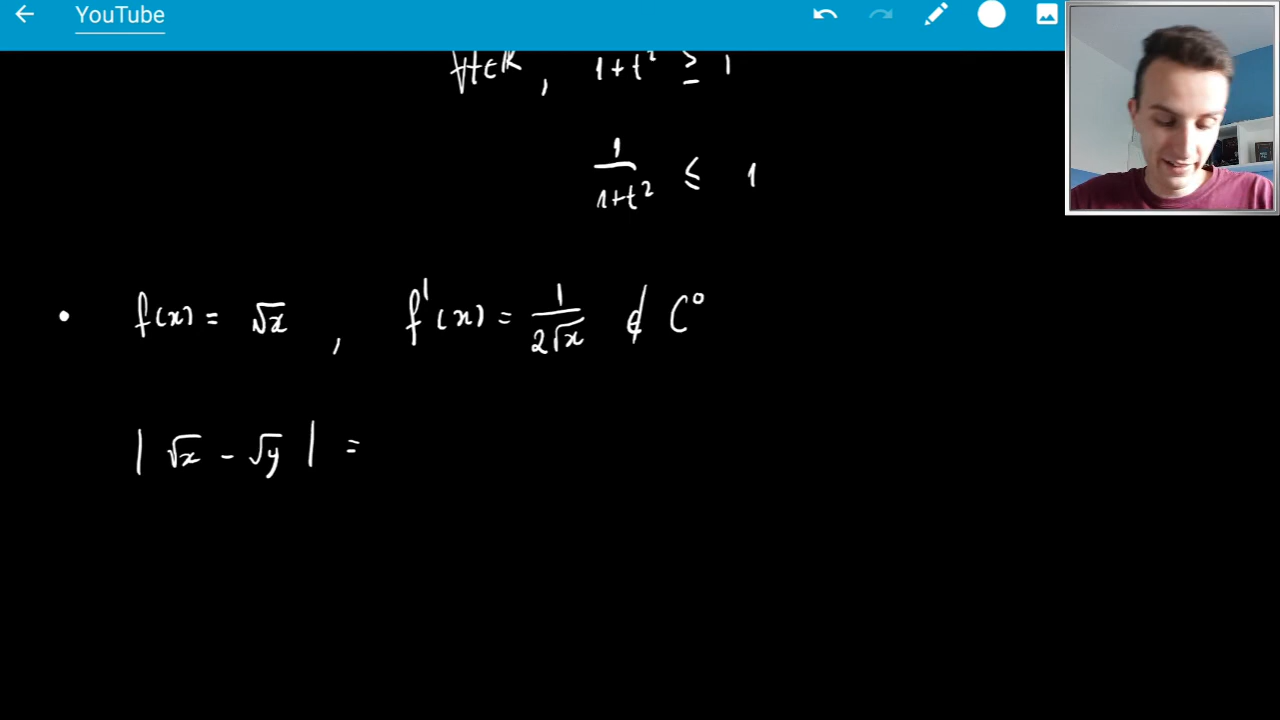 YouTube
∀t∈ℝ, 1+t² ≥ 1
1/(1+t²) ≤ 1
• f(x) = √x, f'(x) = 1/(2√x) ∉ C⁰
| √x - √y | =